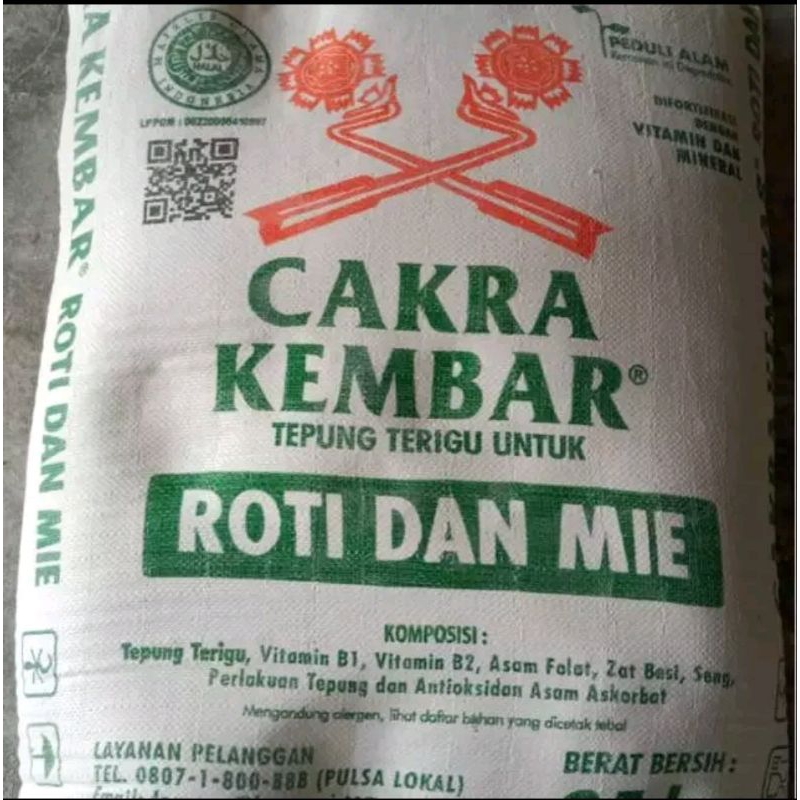 HALAL
MAJELIS ULAMA INDONESIA
PEDULI ALAM
DIFORTIFIKASI
DENGAN
VITAMIN DAN
MINERAL
CAKRA
KEMBAR®
TEPUNG TERIGU UNTUK
ROTI DAN MIE
A KEMBAR® ROTI DAN MIE
KOMPOSISI :
Tepung Terigu, Vitamin B1, Vitamin B2, Asam Folat, Zat Besi, Seng,
Perlakuan Tepung dan Antioksidan Asam Askorbat
Mengandung alergen, lihat daftar bahan yang dicetak tebal
LAYANAN PELANGGAN
TEL. 0807-1-800-888 (PULSA LOKAL)
BERAT BERSIH :